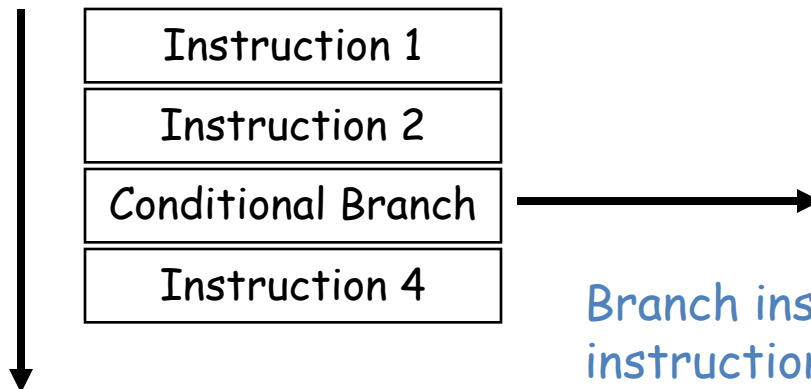 Instruction 1
Instruction 2
Conditional Branch
Instruction 4
Branch